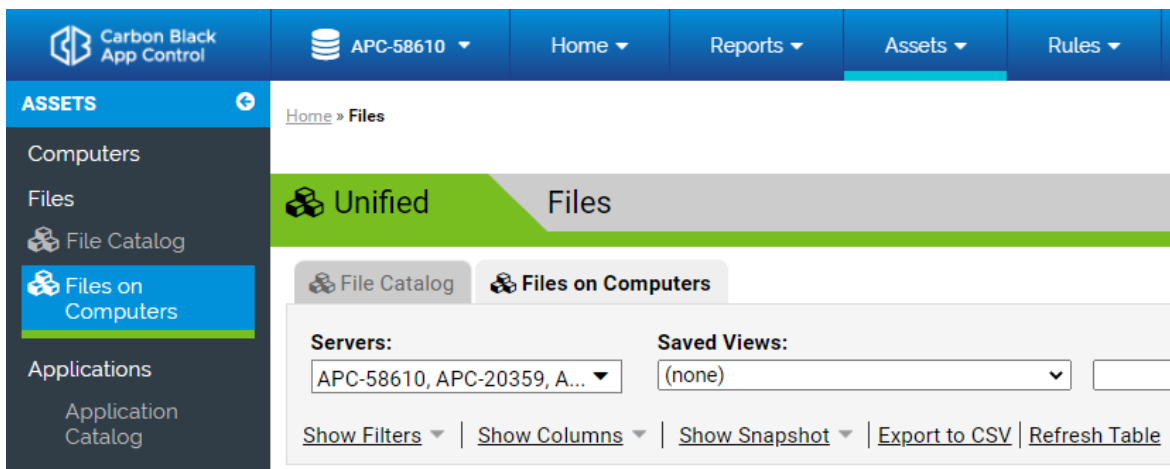 Carbon Black
App Control
APC-58610
Home
Reports
Assets
Rules
ASSETS
Computers
Files
File Catalog
Files on
Computers
Applications
Application
Catalog
Home » Files
Unified
Files
File Catalog
Files on Computers
Servers:
Saved Views:
APC-58610, APC-20359, A...
(none)
Show Filters | Show Columns | Show Snapshot | Export to CSV | Refresh Table